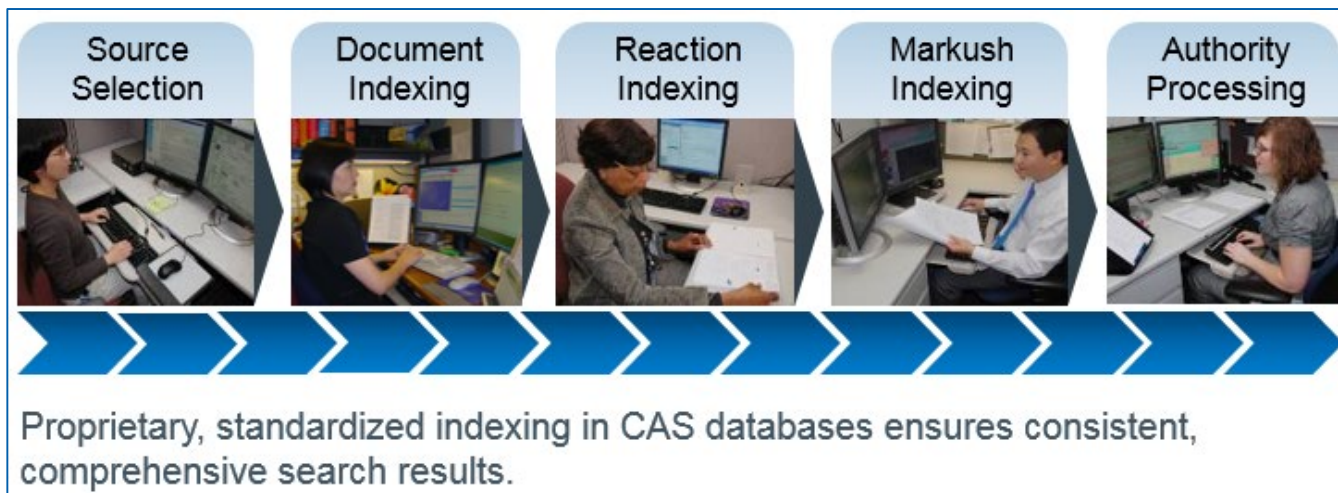 Source
Selection
Document
Indexing
Reaction
Indexing
Markush
Indexing
Authority
Processing
Proprietary, standardized indexing in CAS databases ensures consistent,
comprehensive search results.